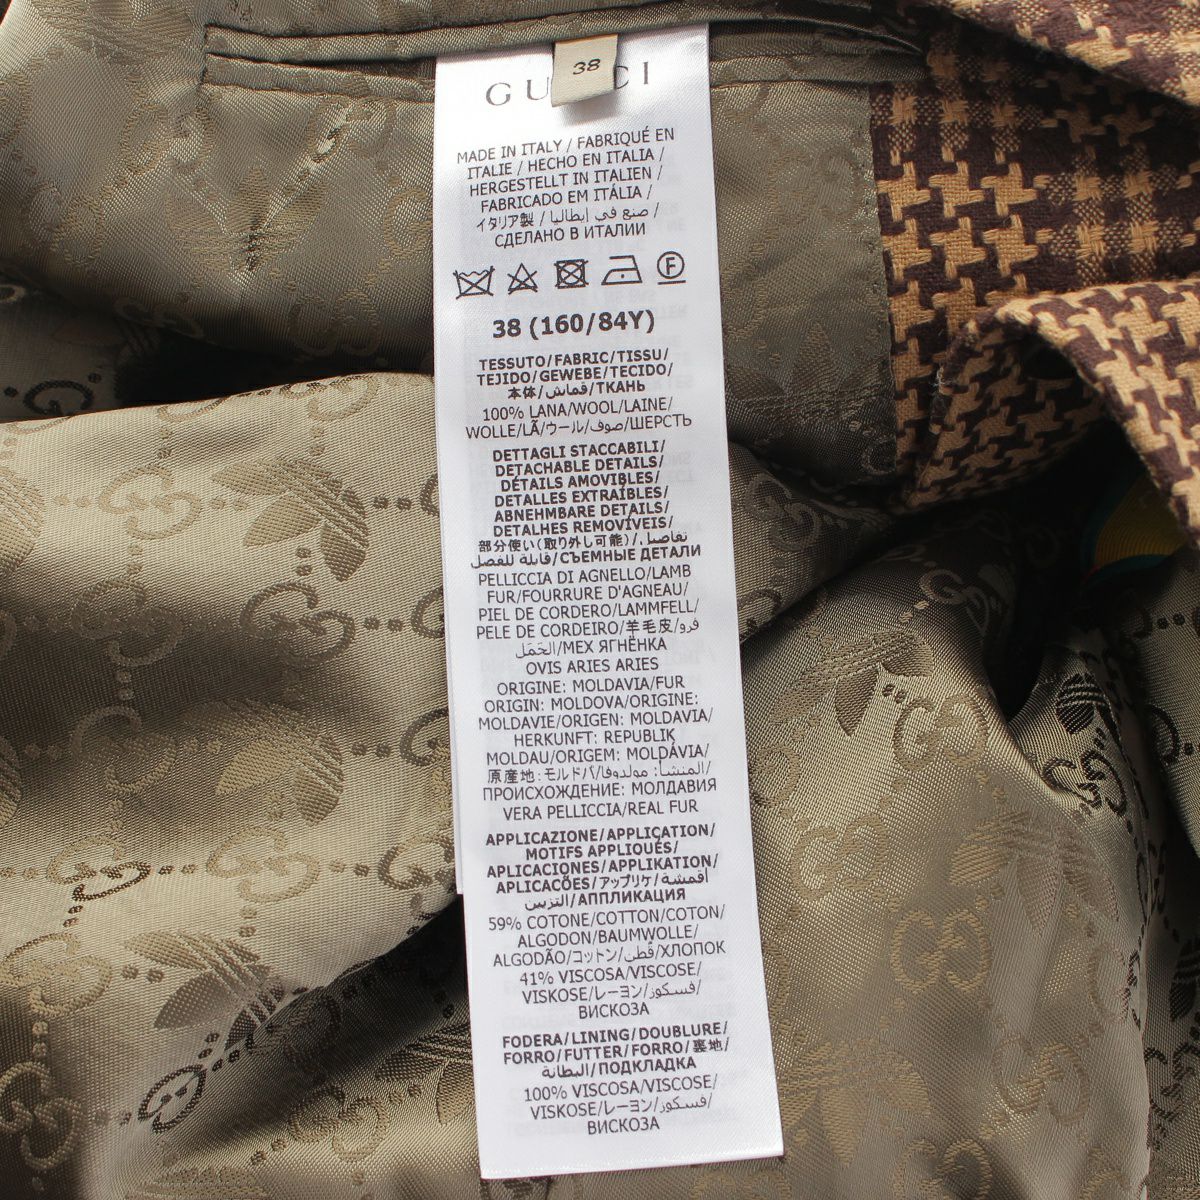 38
GUCCI
MADE IN ITALY / FABRIQUÉ EN
ITALIE / HECHO EN ITALIA /
HERGESTELLT IN ITALIEN /
FABRICADO EM ITÁLIA /
イタリア製 / صنع في إيطاليا /
СДЕЛАНО В ИТАЛИИ
F
38 (160/84Y)
TESSUTO/FABRIC/TISSU/
TEJIDO/GEWEBE/TECIDO/
本体/قماش/ТКАНЬ
100% LANA/WOOL/LAINE/
WOLLE/LÃ/ウール/صوف/ШЕРСТЬ
DETTAGLI STACCABILI/
DETACHABLE DETAILS/
DÉTAILS AMOVIBLES/
DETALLES EXTRAÍBLES/
ABNEHMBARE DETAILS/
DETALHES REMOVÍVEIS/
部分使い(取り外し可能)/تفاصيل
قابلة للفصل/СЪЕМНЫЕ ДЕТАЛИ
PELLICCIA DI AGNELLO/LAMB
FUR/FOURRURE D'AGNEAU/
PIEL DE CORDERO/LAMMFELL/
PELE DE CORDEIRO/羊毛皮/فرو
الحَمَل/МЕХ ЯГНЁНКА
OVIS ARIES ARIES
ORIGINE: MOLDAVIA/FUR
ORIGIN: MOLDOVA/ORIGINE:
MOLDAVIE/ORIGEN: MOLDAVIA/
HERKUNFT: REPUBLIK
MOLDAU/ORIGEM: MOLDÁVIA/
原産地: モルドバ/المنشأ: مولدوفا/
ПРОИСХОЖДЕНИЕ: МОЛДАВИЯ
VERA PELLICCIA/REAL FUR
APPLICAZIONE/APPLICATION/
MOTIFS APPLIQUÉS/
APLICACIONES/APPLIKATION/
APLICAÇÕES/アップリケ/أقمشة
التزيين/АППЛИКАЦИЯ
59% COTONE/COTTON/COTON/
ALGODON/BAUMWOLLE/
ALGODÃO/コットン/قطن/ХЛОПОК
41% VISCOSA/VISCOSE/
VISKOSE/レーヨン/فسكوز/
ВИСКОЗА
FODERA/LINING/DOUBLURE/
FORRO/FUTTER/FORRO/裏地/
البطانة/ПОДКЛАДКА
100% VISCOSA/VISCOSE/
VISKOSE/レーヨン/فسكوز/
ВИСКОЗА